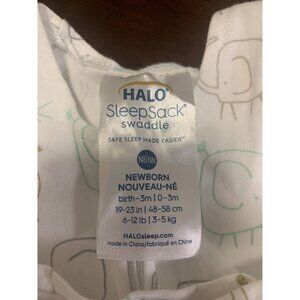 HALO®
SleepSack®
swaddle
SAFE SLEEP MADE EASIER™
NB|NN
NEWBORN
NOUVEAU-NÉ
birth-3m | 0-3m
19-23 in | 48-58 cm
6-12 lb | 3-5 kg
HALOsleep.com
made in China/fabriqué en Chine